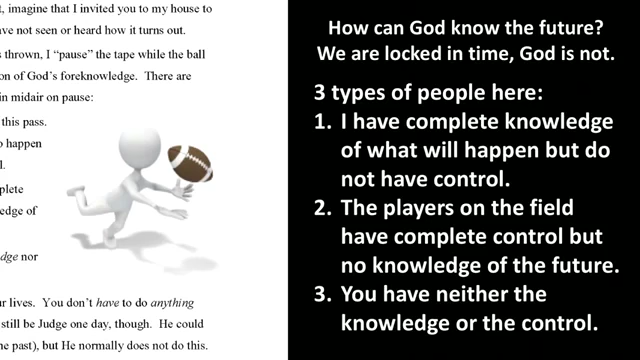 t, imagine that I invited you to my house to
ve not seen or heard how it turns out.
s thrown, I “pause” the tape while the ball
on of God’s foreknowledge. There are
in midair on pause:
this pass.
o happen
l.
plete
edge of
dge nor
ur lives. You don’t have to do anything
still be Judge one day, though. He could
ne past), but He normally does not do this.
How can God know the future?
We are locked in time, God is not.
3 types of people here:
1. I have complete knowledge
of what will happen but do
not have control.
2. The players on the field
have complete control but
no knowledge of the future.
3. You have neither the
knowledge or the control.